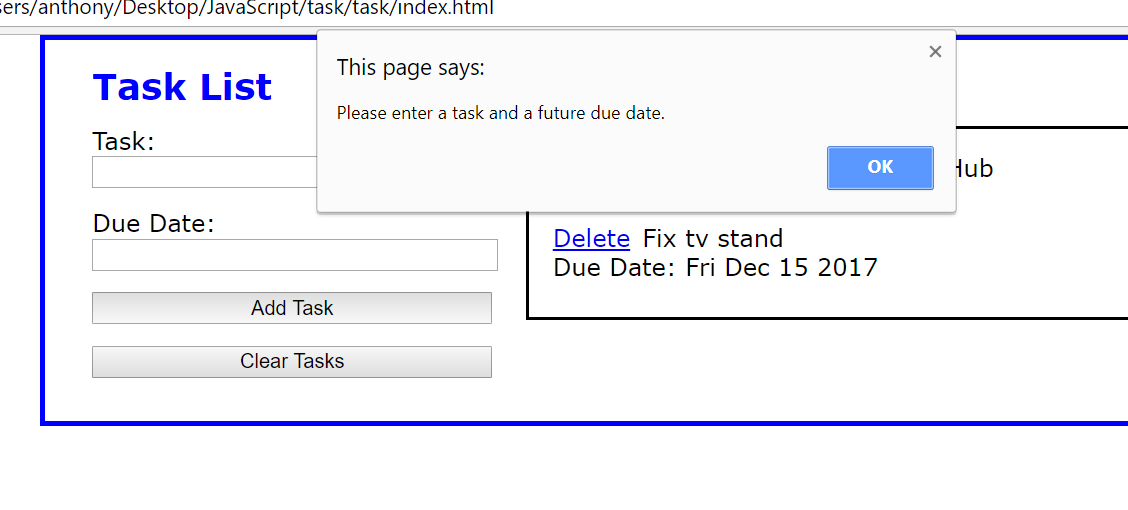 sers/anthony/Desktop/JavaScript/task/task/index.html
This page says:
Please enter a task and a future due date.
OK
Task List
Task:
Due Date:
Add Task
Clear Tasks
Hub
Delete Fix tv stand
Due Date: Fri Dec 15 2017